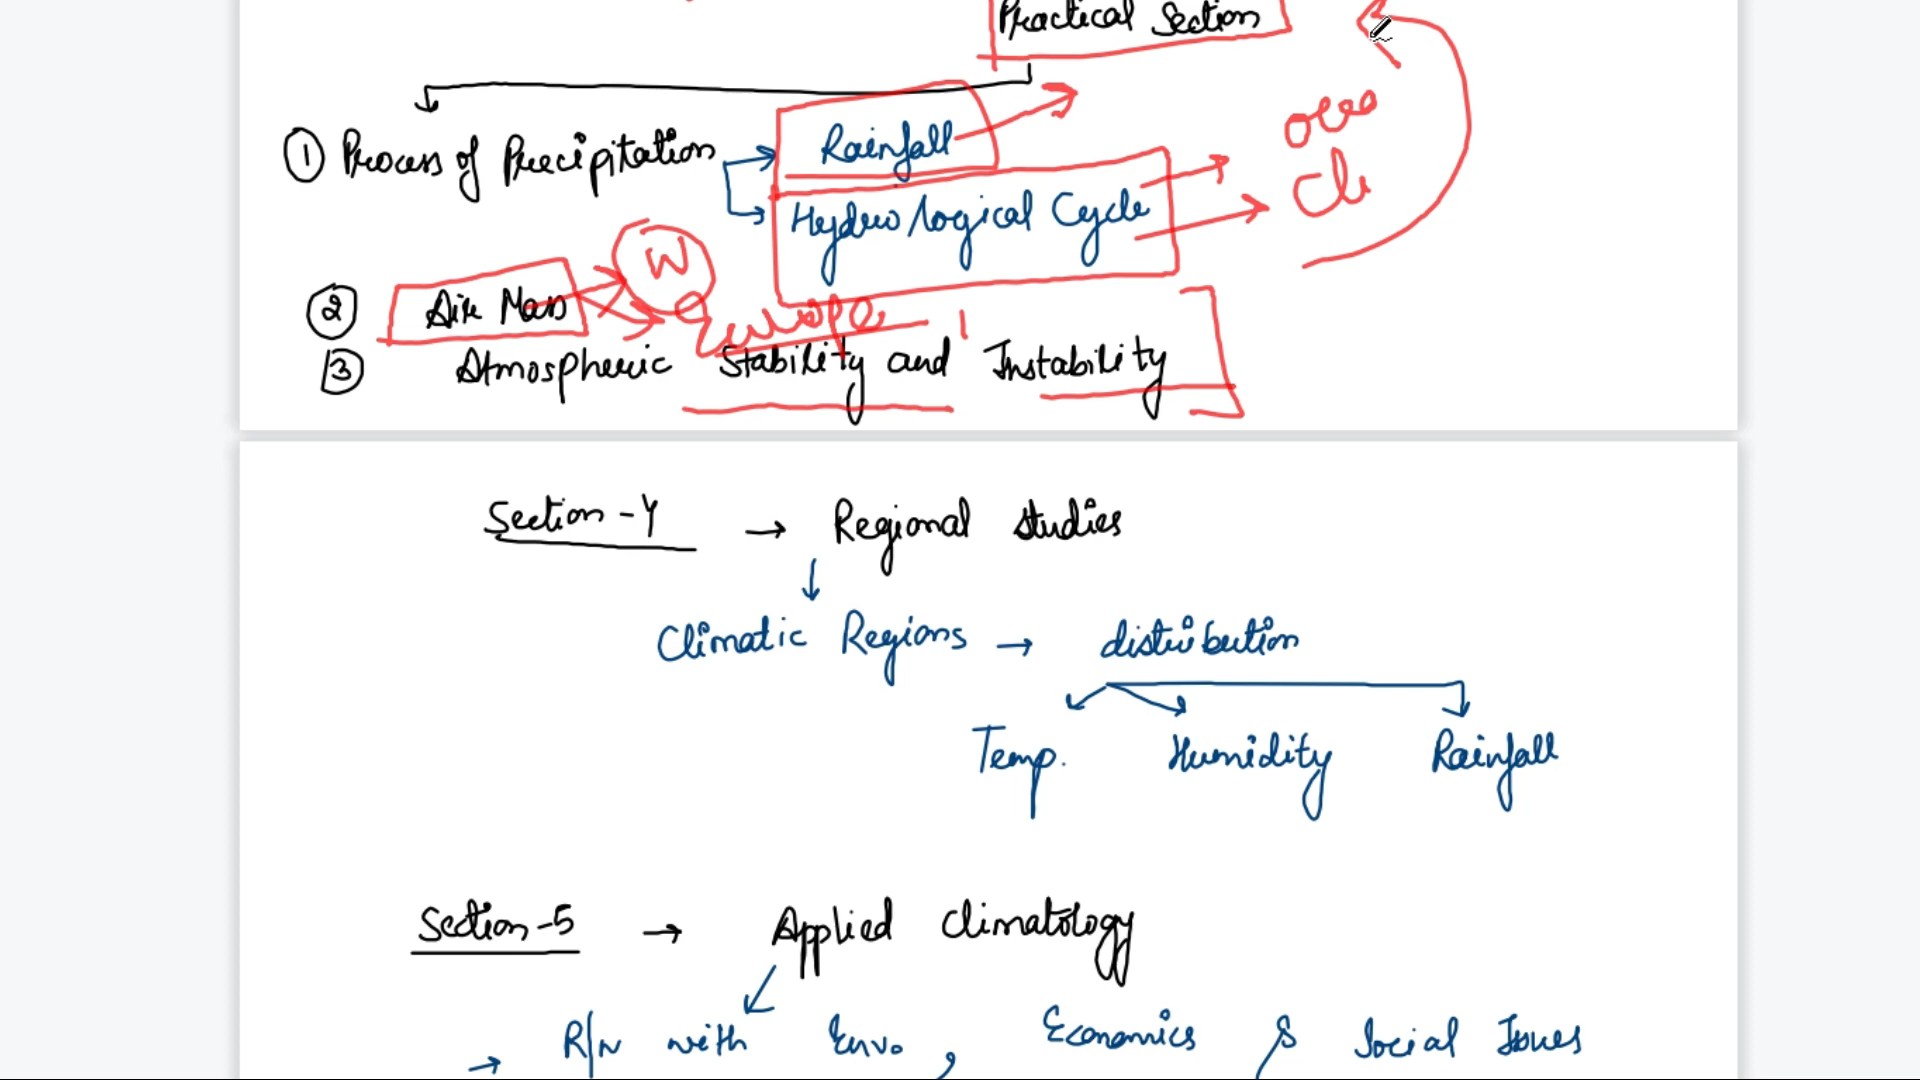 Practical Section
① Process of Precipitation Rainfall
Hydrological Cycle
W
② Air Mass Europe
③ Atmospheric Stability and Instability
Section-4 → Regional studies
Climatic Regions → distribution
Temp. Humidity Rainfall
Section-5 → Applied Climatology
→ R/n with Envo, Economics & Social Issues